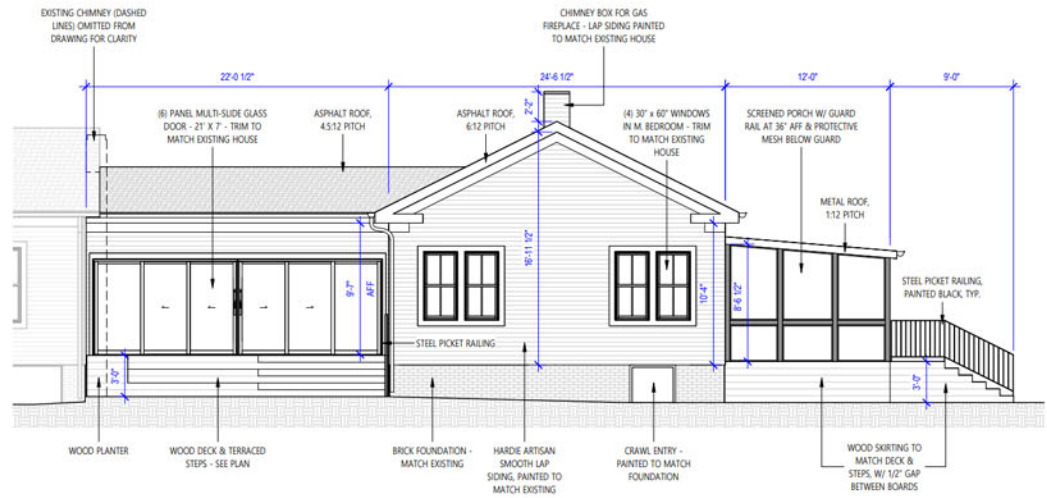 EXISTING CHIMNEY (DASHED
LINES) OMITTED FROM
DRAWING FOR CLARITY
CHIMNEY BOX FOR GAS
FIREPLACE - LAP SIDING PAINTED
TO MATCH EXISTING HOUSE
22'-0 1/2"
24'-6 1/2"
12'-0"
9'-0"
(6) PANEL MULTI-SLIDE GLASS
DOOR - 21' X 7' - TRIM TO
MATCH EXISTING HOUSE
ASPHALT ROOF,
4.5:12 PITCH
ASPHALT ROOF,
6:12 PITCH
2'-2"
(4) 30" x 60" WINDOWS
IN M. BEDROOM - TRIM
TO MATCH EXISTING
HOUSE
SCREENED PORCH W/ GUARD
RAIL AT 36" AFF & PROTECTIVE
MESH BELOW GUARD
METAL ROOF,
1:12 PITCH
9'-7"
AFF
16'-11 1/2"
10'-4"
8'-6 1/2"
STEEL PICKET RAILING,
PAINTED BLACK, TYP.
STEEL PICKET RAILING
3'-0"
3'-0"
WOOD PLANTER
WOOD DECK & TERRACED
STEPS - SEE PLAN
BRICK FOUNDATION -
MATCH EXISTING
HARDIE ARTISAN
SMOOTH LAP
SIDING, PAINTED TO
MATCH EXISTING
CRAWL ENTRY -
PAINTED TO MATCH
FOUNDATION
WOOD SKIRTING TO
MATCH DECK &
STEPS, W/ 1/2" GAP
BETWEEN BOARDS